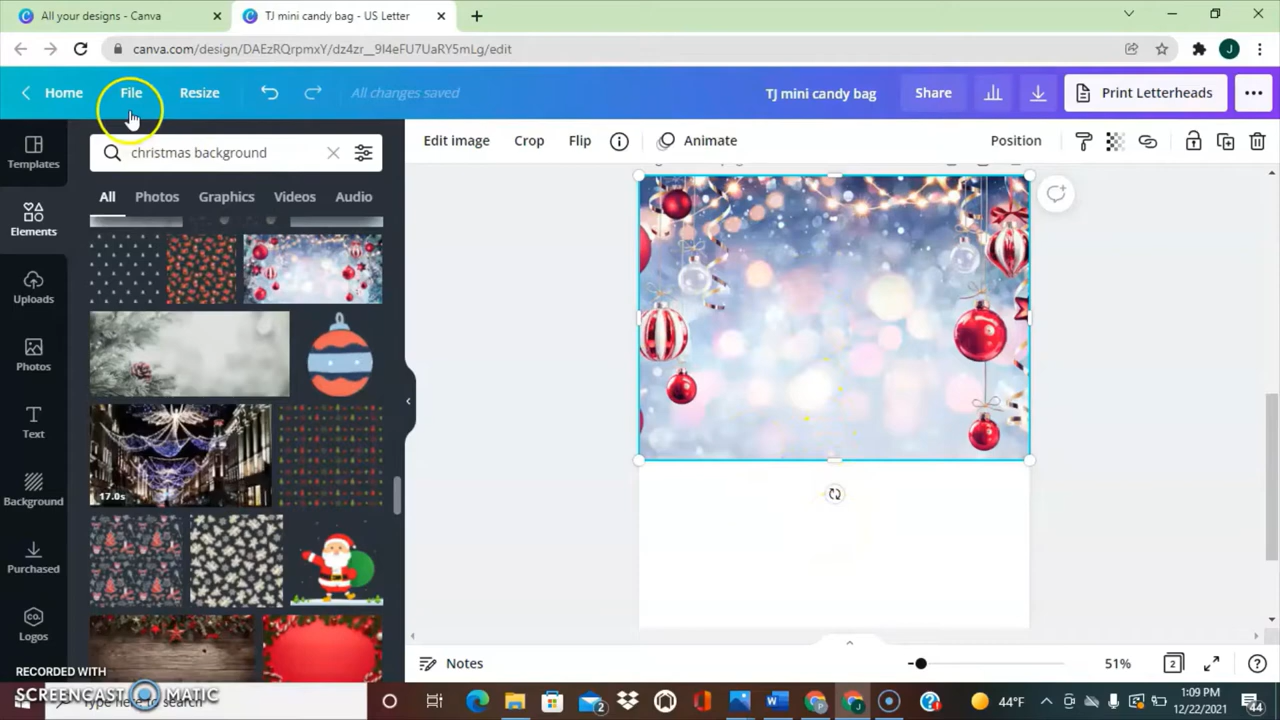 All your designs - Canva
TJ mini candy bag - US Letter
canva.com/design/DAEzRQrpmxY/dz4zr__9l4eFU7UaRY5mLg/edit
J
Home
File
Resize
All changes saved
TJ mini candy bag
Share
Print Letterheads
Templates
christmas background
Edit image
Crop
Flip
Animate
Position
All
Photos
Graphics
Videos
Audio
Elements
Uploads
Photos
Text
17.0s
Background
Purchased
CO.
Logos
Notes
51%
2
RECORDED WITH
SCREENCAST MATIC
Type here to search
2
44°F
1:09 PM
12/22/2021
44